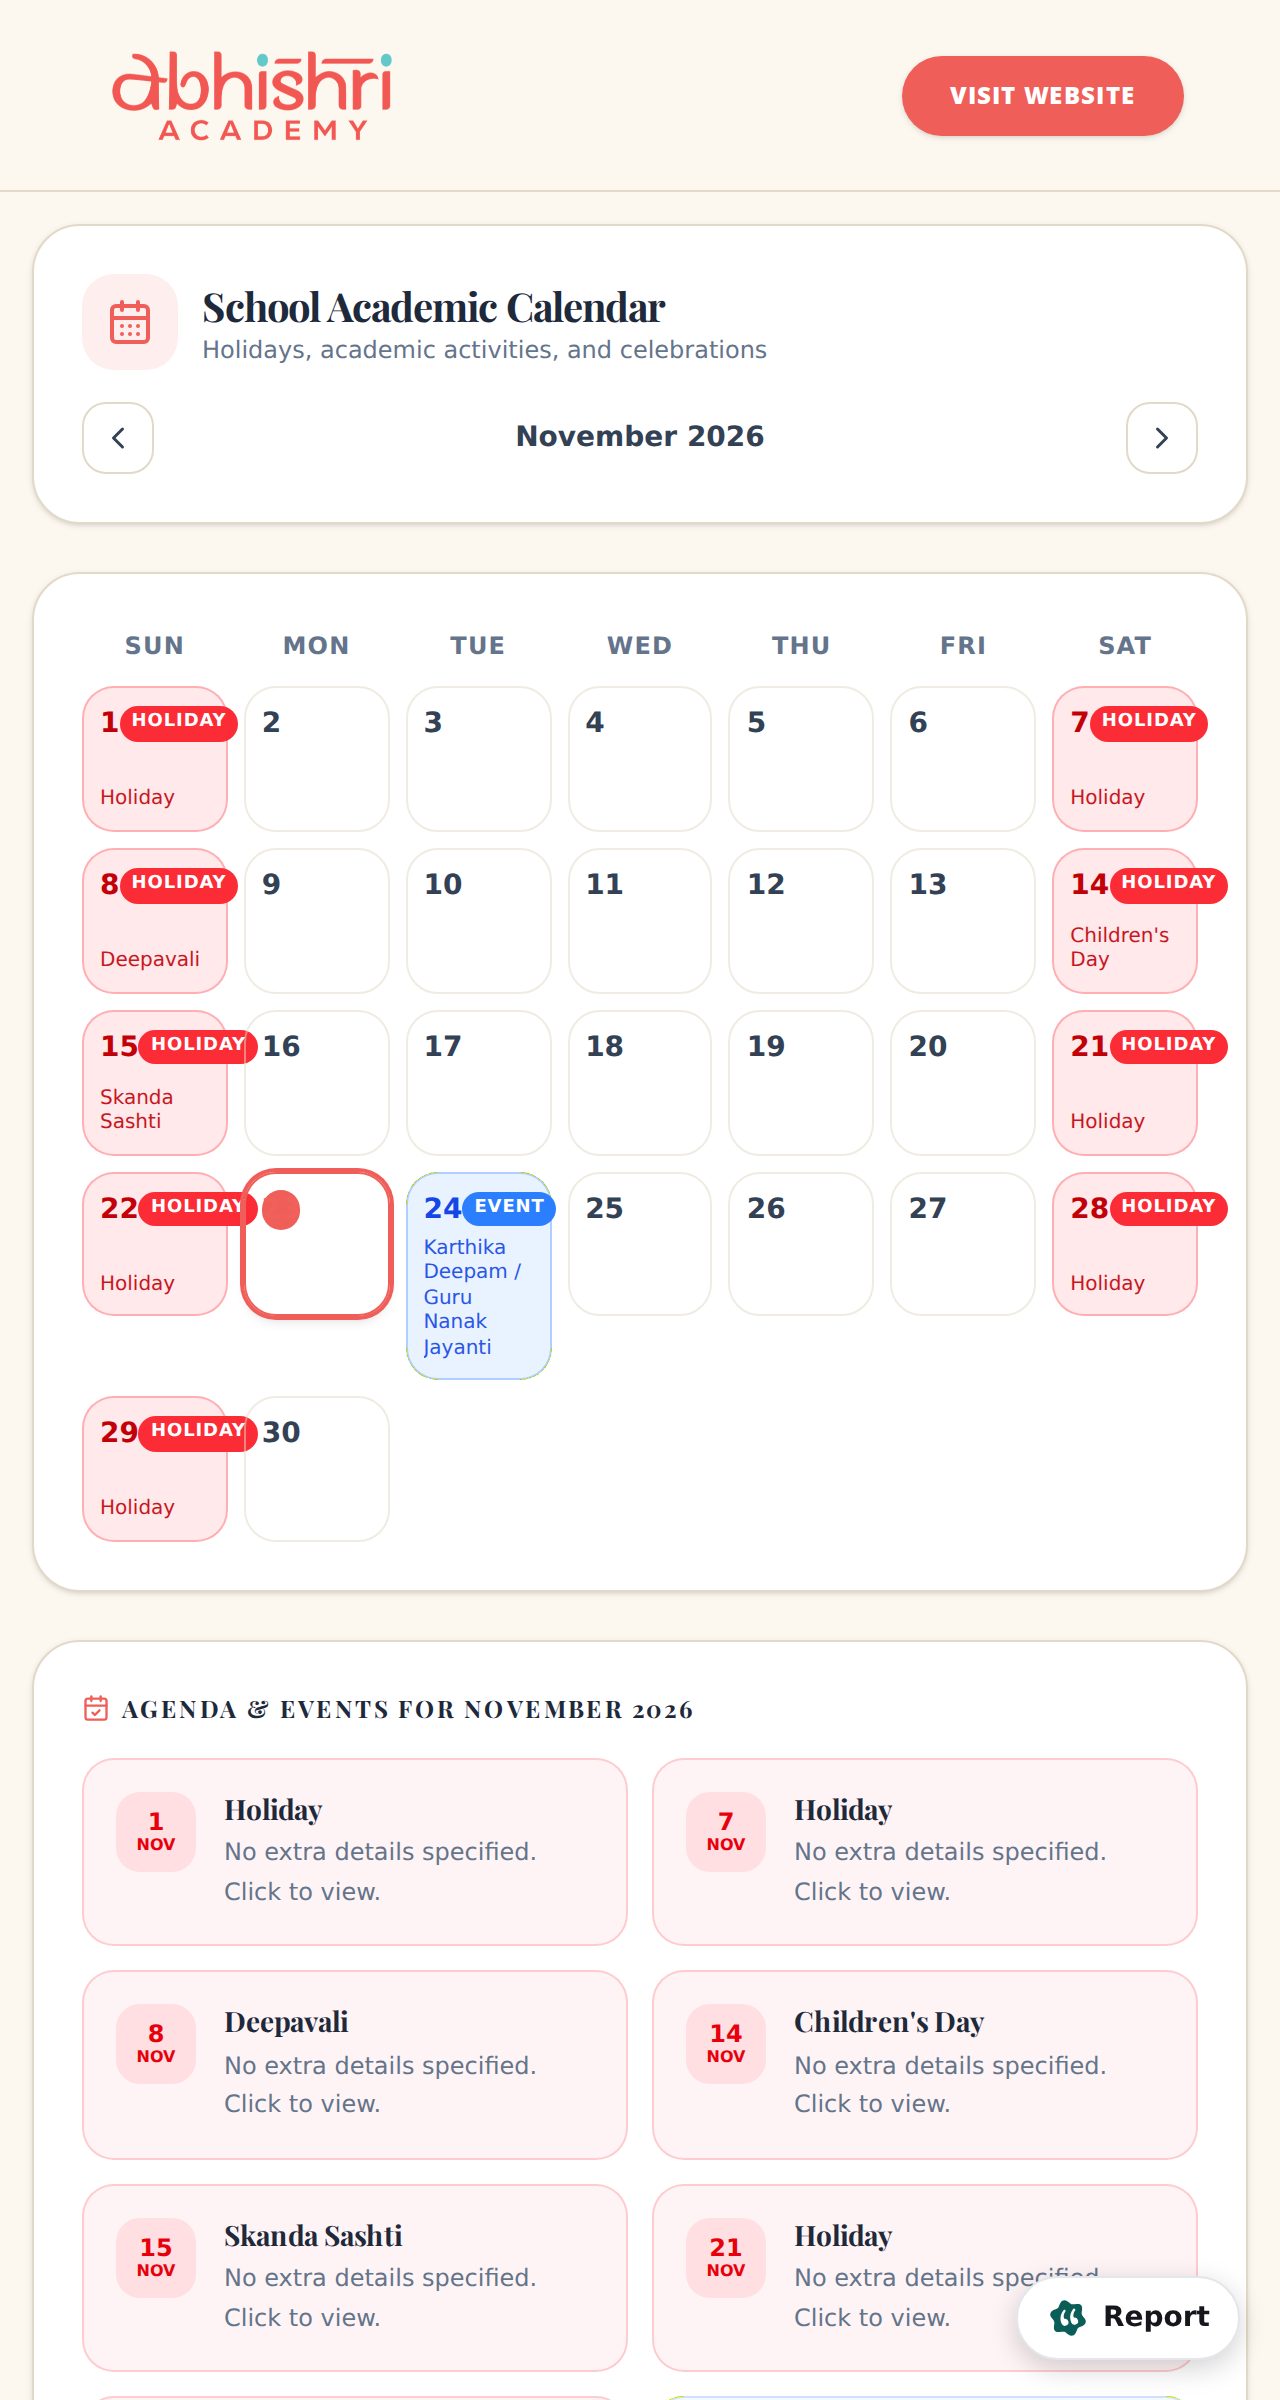 abhishri
ACADEMY
VISIT WEBSITE
School Academic Calendar
Holidays, academic activities, and celebrations
November 2026
SUN MON TUE WED THU FRI SAT
1 HOLIDAY 2 3 4 5 6 7 HOLIDAY
Holiday Holiday
8 HOLIDAY 9 10 11 12 13 14 HOLIDAY
Deepavali Children's
Day
15 HOLIDAY 16 17 18 19 20 21 HOLIDAY
Skanda
Sashti Holiday
22 HOLIDAY 24 EVENT 25 26 27 28 HOLIDAY
Karthika
Deepam /
Holiday Guru Holiday
Nanak
Jayanti
29 HOLIDAY 30
Holiday
AGENDA & EVENTS FOR NOVEMBER 2026
1
NOV
Holiday
No extra details specified.
Click to view.
7
NOV
Holiday
No extra details specified.
Click to view.
8
NOV
Deepavali
No extra details specified.
Click to view.
14
NOV
Children's Day
No extra details specified.
Click to view.
15
NOV
Skanda Sashti
No extra details specified.
Click to view.
21
NOV
Holiday
No extra details specified.
Click to view.
Report